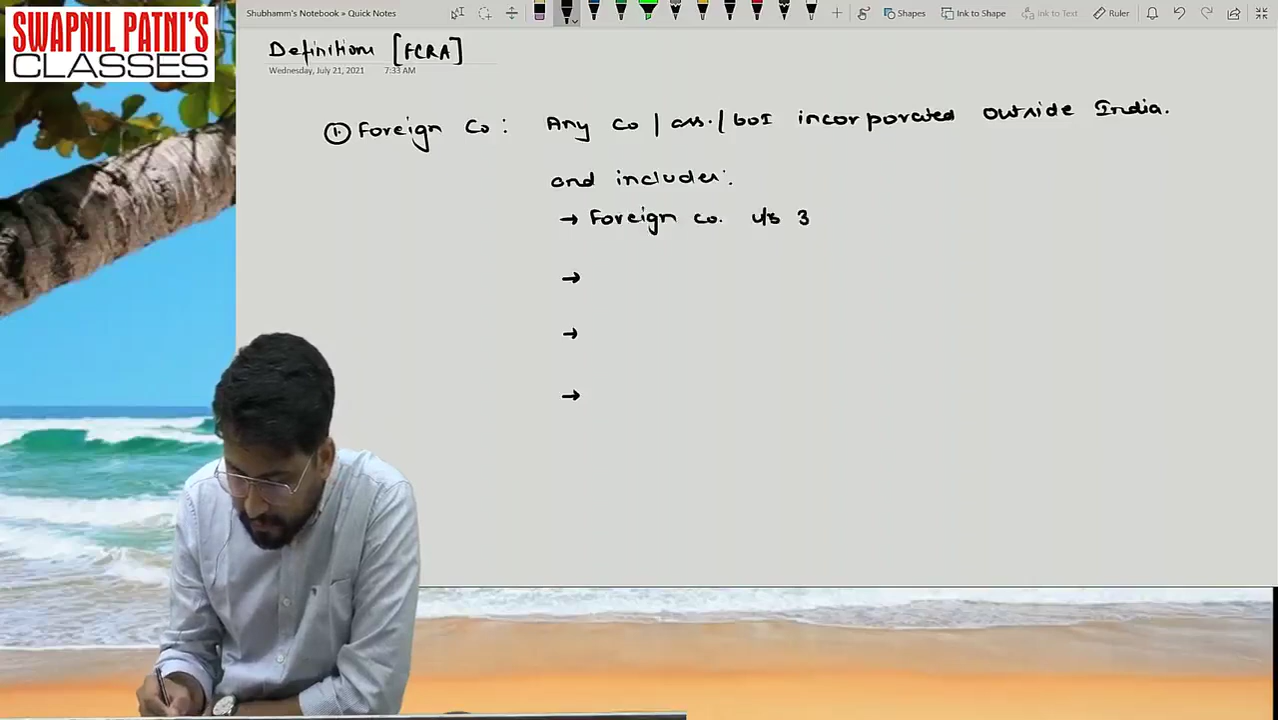 SWAPNIL PATNI'S
CLASSES
Shubhamm's Notebook » Quick Notes
Shapes
Ink to Shape
Ink to Text
Ruler
Definitions [FCRA]
Wednesday, July 21, 2021 7:33 AM
① Foreign Co : Any Co / ass. / BOI incorporated outside India.
and includes:
→ Foreign co. u/s 3
→
→
→